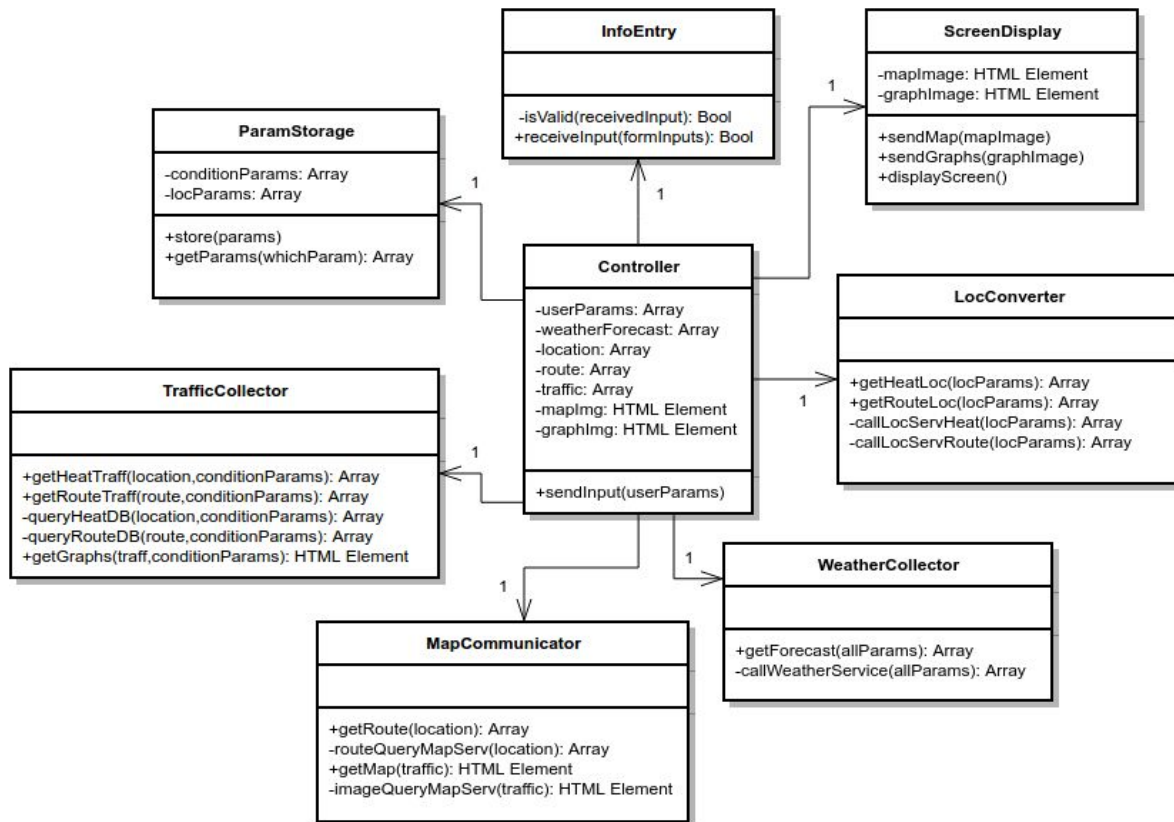 InfoEntry
-isValid(receivedInput): Bool
+receiveInput(formInputs): Bool
1
ScreenDisplay
-mapImage: HTML Element
-graphImage: HTML Element
+sendMap(mapImage)
+sendGraphs(graphImage)
+displayScreen()
1
ParamStorage
-conditionParams: Array
-locParams: Array
+store(params)
+getParams(whichParam): Array
1
Controller
-userParams: Array
-weatherForecast: Array
-location: Array
-route: Array
-traffic: Array
-mapImg: HTML Element
-graphImg: HTML Element
+sendInput(userParams)
LocConverter
+getHeatLoc(locParams): Array
+getRouteLoc(locParams): Array
-callLocServHeat(locParams): Array
-callLocServRoute(locParams): Array
1
TrafficCollector
+getHeatTraff(location,conditionParams): Array
+getRouteTraff(route,conditionParams): Array
-queryHeatDB(location,conditionParams): Array
-queryRouteDB(route,conditionParams): Array
+getGraphs(traff,conditionParams): HTML Element
1
WeatherCollector
+getForecast(allParams): Array
-callWeatherService(allParams): Array
1
MapCommunicator
+getRoute(location): Array
-routeQueryMapServ(location): Array
+getMap(traffic): HTML Element
-imageQueryMapServ(traffic): HTML Element
1